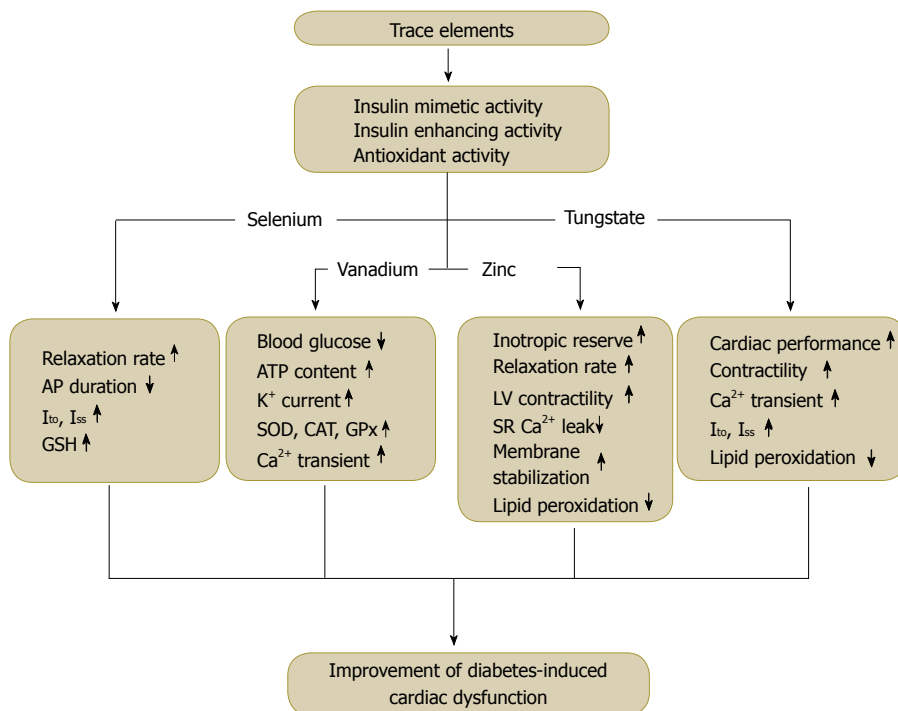 Trace elements
Insulin mimetic activity
Insulin enhancing activity
Antioxidant activity
Selenium
Tungstate
Vanadium
Zinc
Relaxation rate ↑
AP duration ↓
Ito, Iss ↑
GSH ↑
Blood glucose ↓
ATP content ↑
K⁺ current ↑
SOD, CAT, GPx ↑
Ca²⁺ transient ↑
Inotropic reserve ↑
Relaxation rate ↑
LV contractility ↑
SR Ca²⁺ leak ↓
Membrane
stabilization ↑
Lipid peroxidation ↓
Cardiac performance ↑
Contractility ↑
Ca²⁺ transient ↑
Ito, Iss ↑
Lipid peroxidation ↓
Improvement of diabetes-induced
cardiac dysfunction